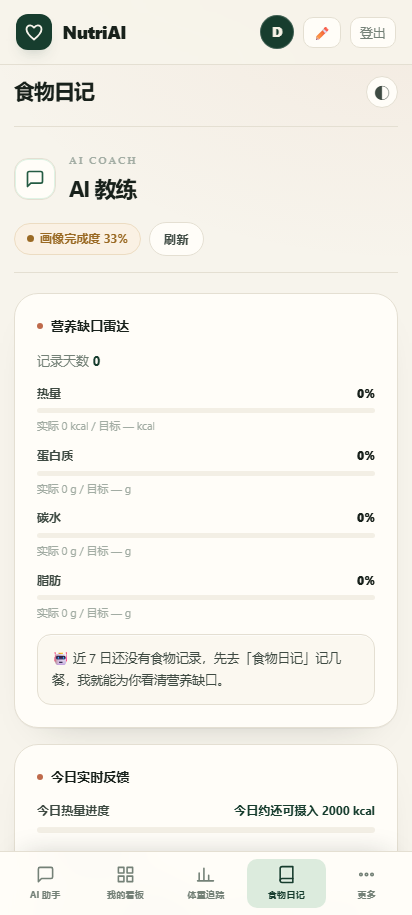 NutriAI
D
登出
食物日记
AI COACH
AI 教练
画像完成度 33%
刷新
营养缺口雷达
记录天数 0
热量 0%
实际 0 kcal / 目标 — kcal
蛋白质 0%
实际 0 g / 目标 — g
碳水 0%
实际 0 g / 目标 — g
脂肪 0%
实际 0 g / 目标 — g
近 7 日还没有食物记录，先去「食物日记」记几
餐，我就能为你看清营养缺口。
今日实时反馈
今日热量进度 今日约还可摄入 2000 kcal
AI 助手 我的看板 体重追踪 食物日记 更多